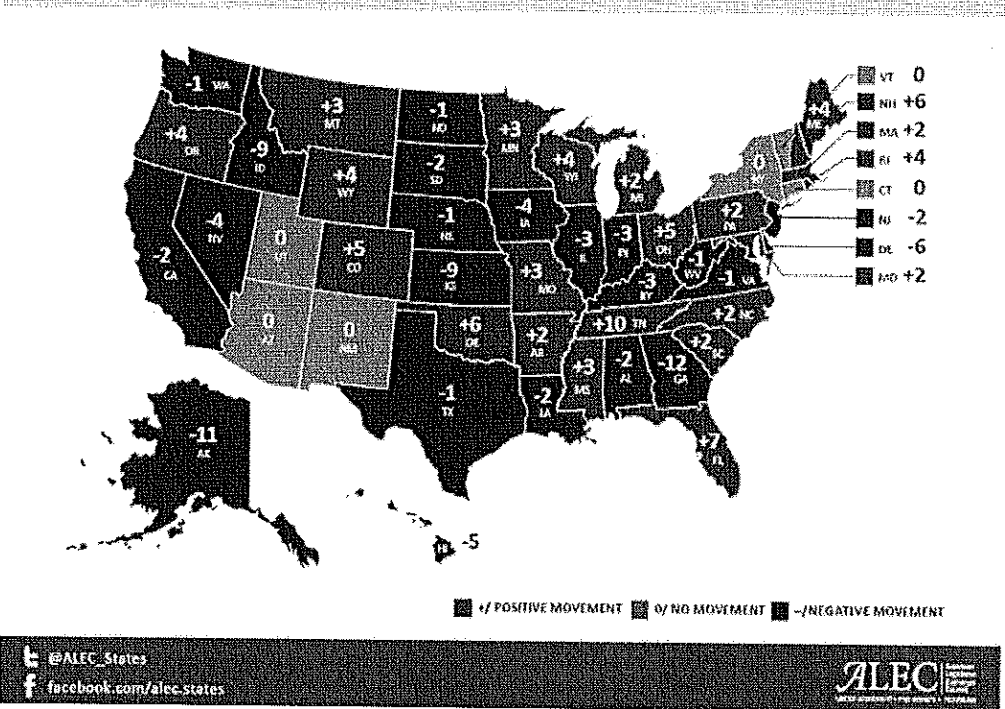 -1 WA
+4 OR
-9 ID
+3 MT
+4 WY
-1 ND
-2 SD
-1 NE
-9 KS
+3 MN
-4 IA
+3 MO
+4 WI
+2 MI
-3 IL
-3
+5 OH
-3 KY
-1 WV
-1 VA
+2 PA
0
+4 ME
VT 0
NH +6
MA +2
RI +4
CT 0
NJ -2
DE -6
MD +2
-2 CA
-4 NV
0
+5 CO
0 AZ
0
+6 OK
+2
-1 TX
-2 LA
+3 MS
-2 AL
-12 GA
+10 TN
+2 NC
+2 SC
+7 FL
-11 AK
HI -5
+/ POSITIVE MOVEMENT 0/ NO MOVEMENT -/NEGATIVE MOVEMENT
@ALEC_States
facebook.com/alec.states
ALEC